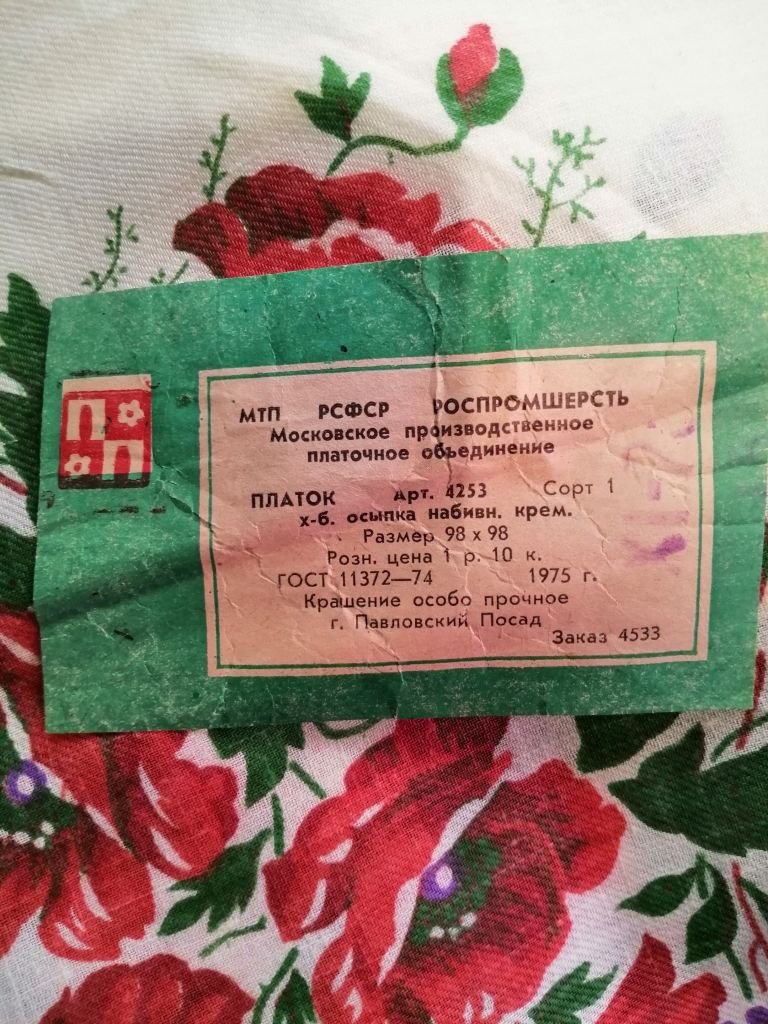 П
П
МТП РСФСР РОСПРОМШЕРСТЬ
Московское производственное
платочное объединение
ПЛАТОК Арт. 4253 Сорт 1
х-б. осыпка набивн. крем.
Размер 98 х 98
Розн. цена 1 р. 10 к.
ГОСТ 11372—74 1975 г.
Крашение особо прочное
г. Павловский Посад
Заказ 4533